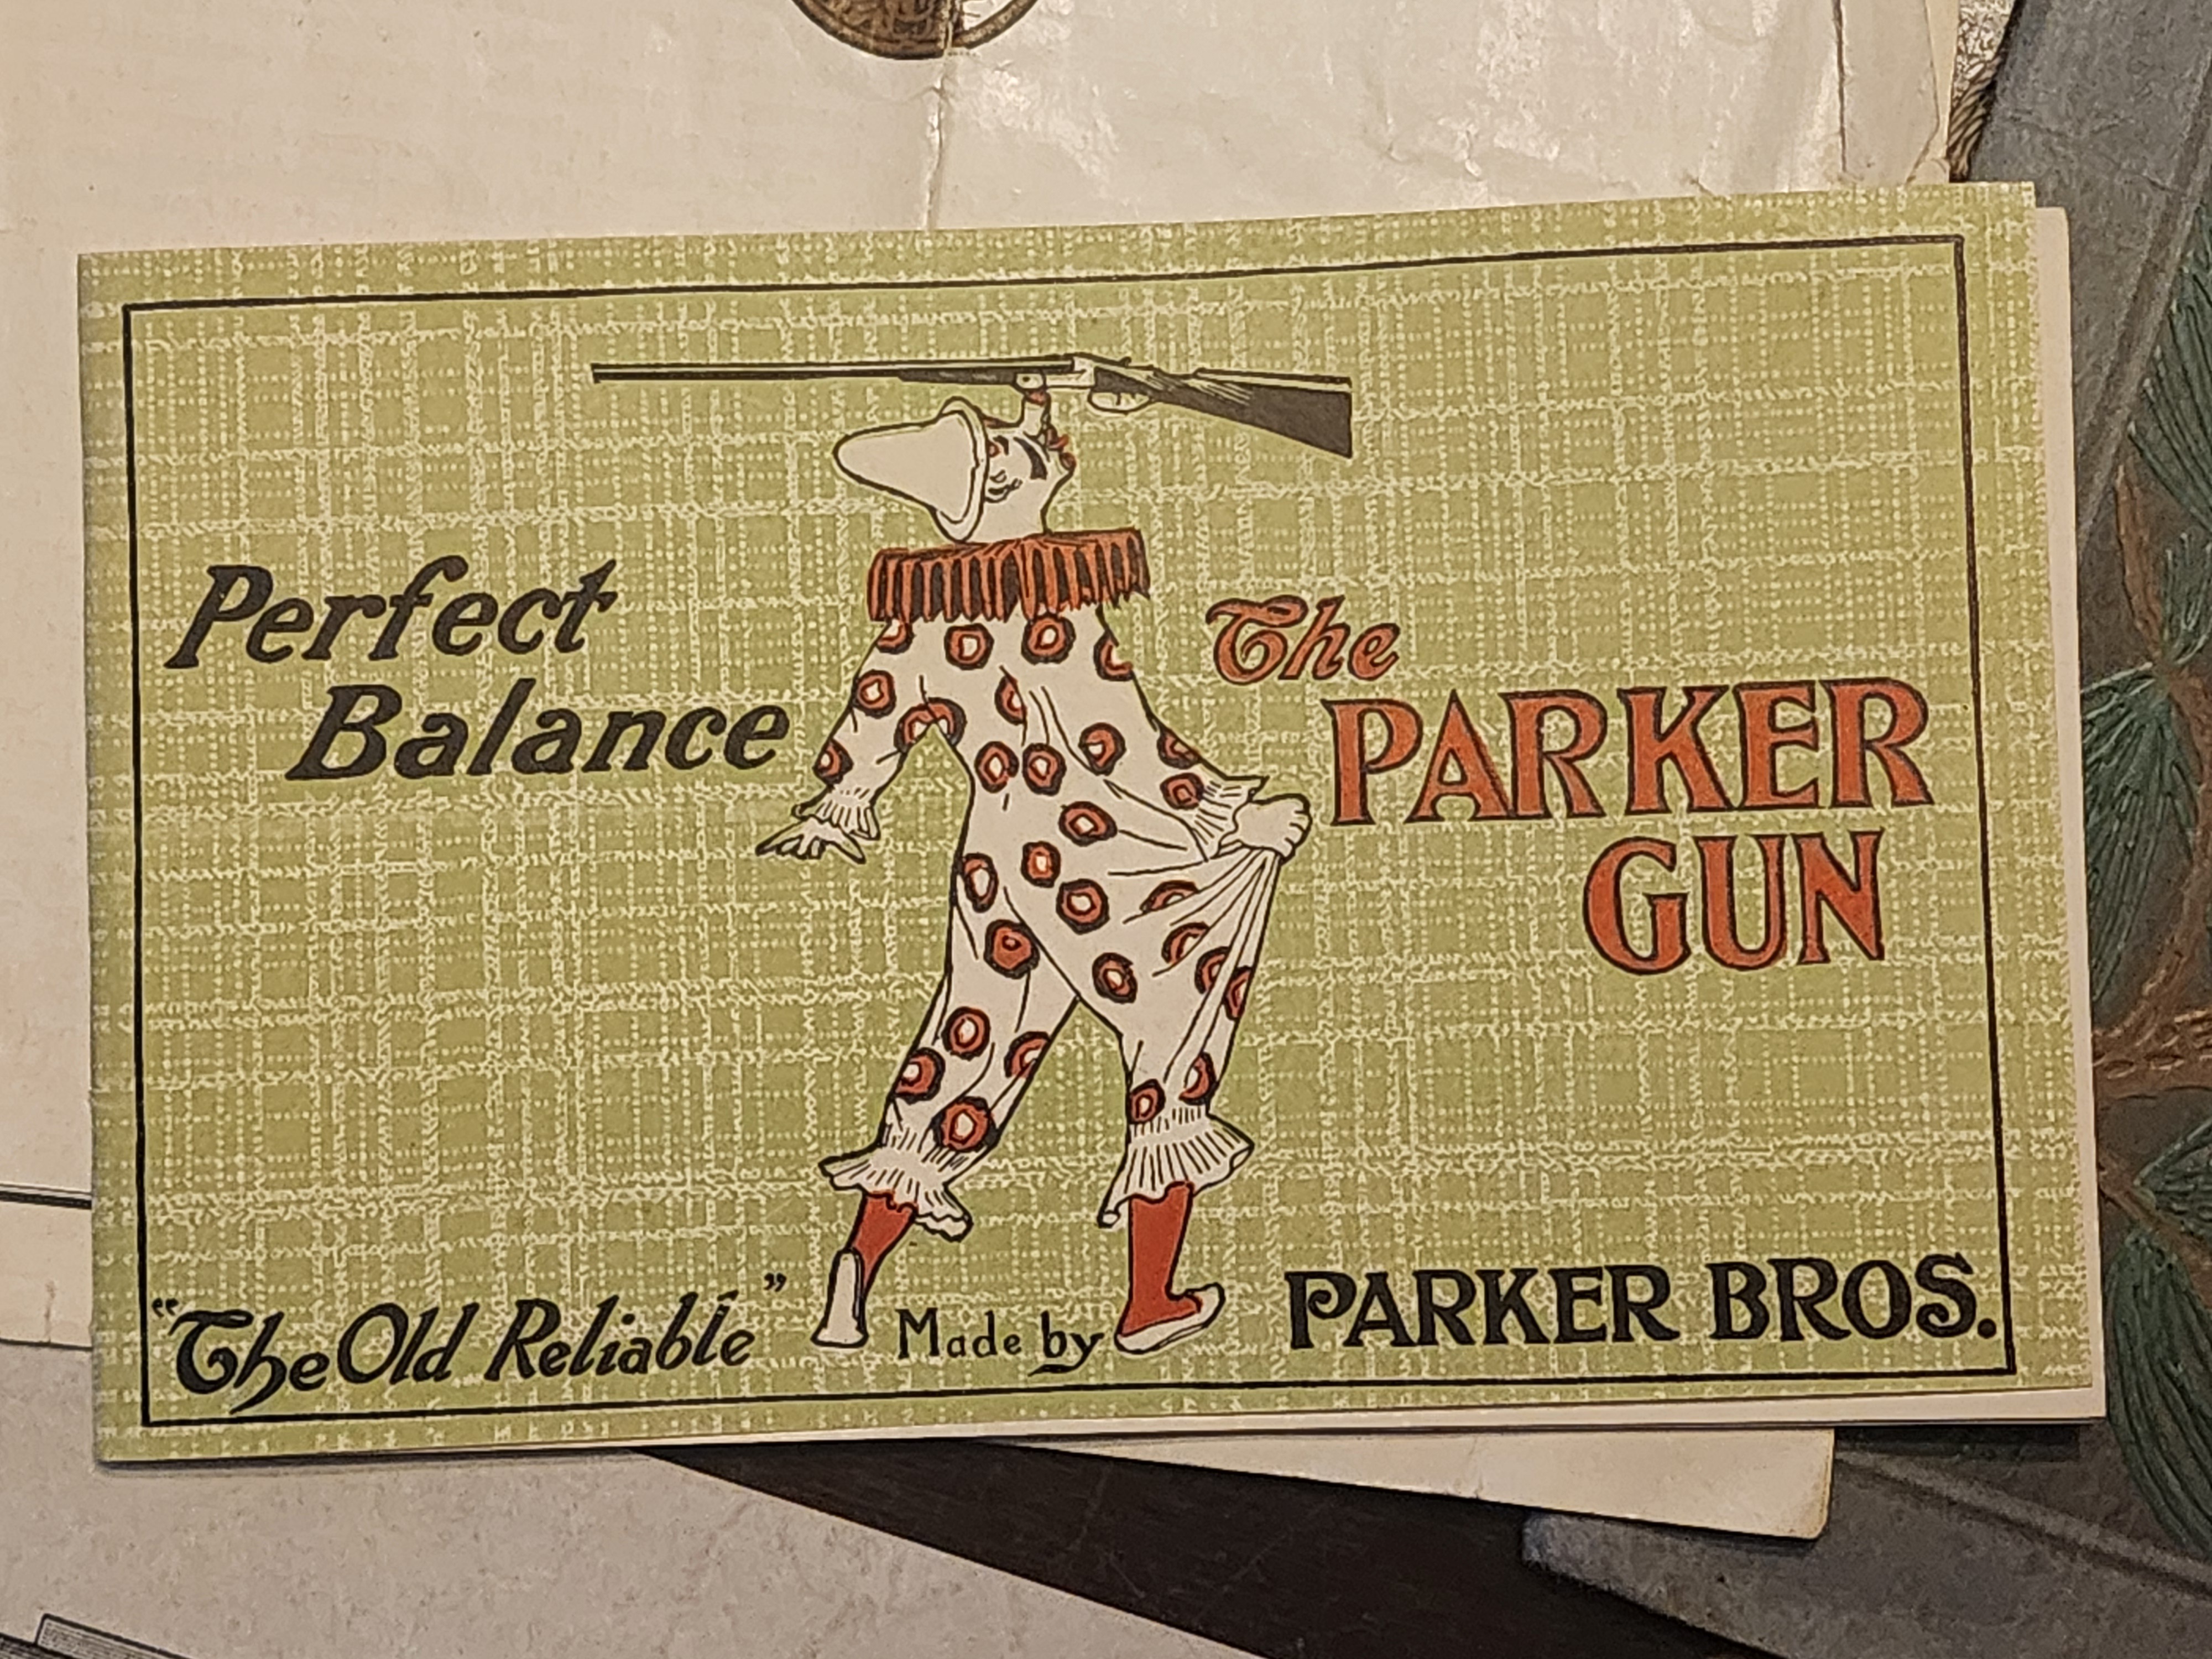 Perfect
Balance
The
PARKER
GUN
"The Old Reliable"
Made by
PARKER BROS.